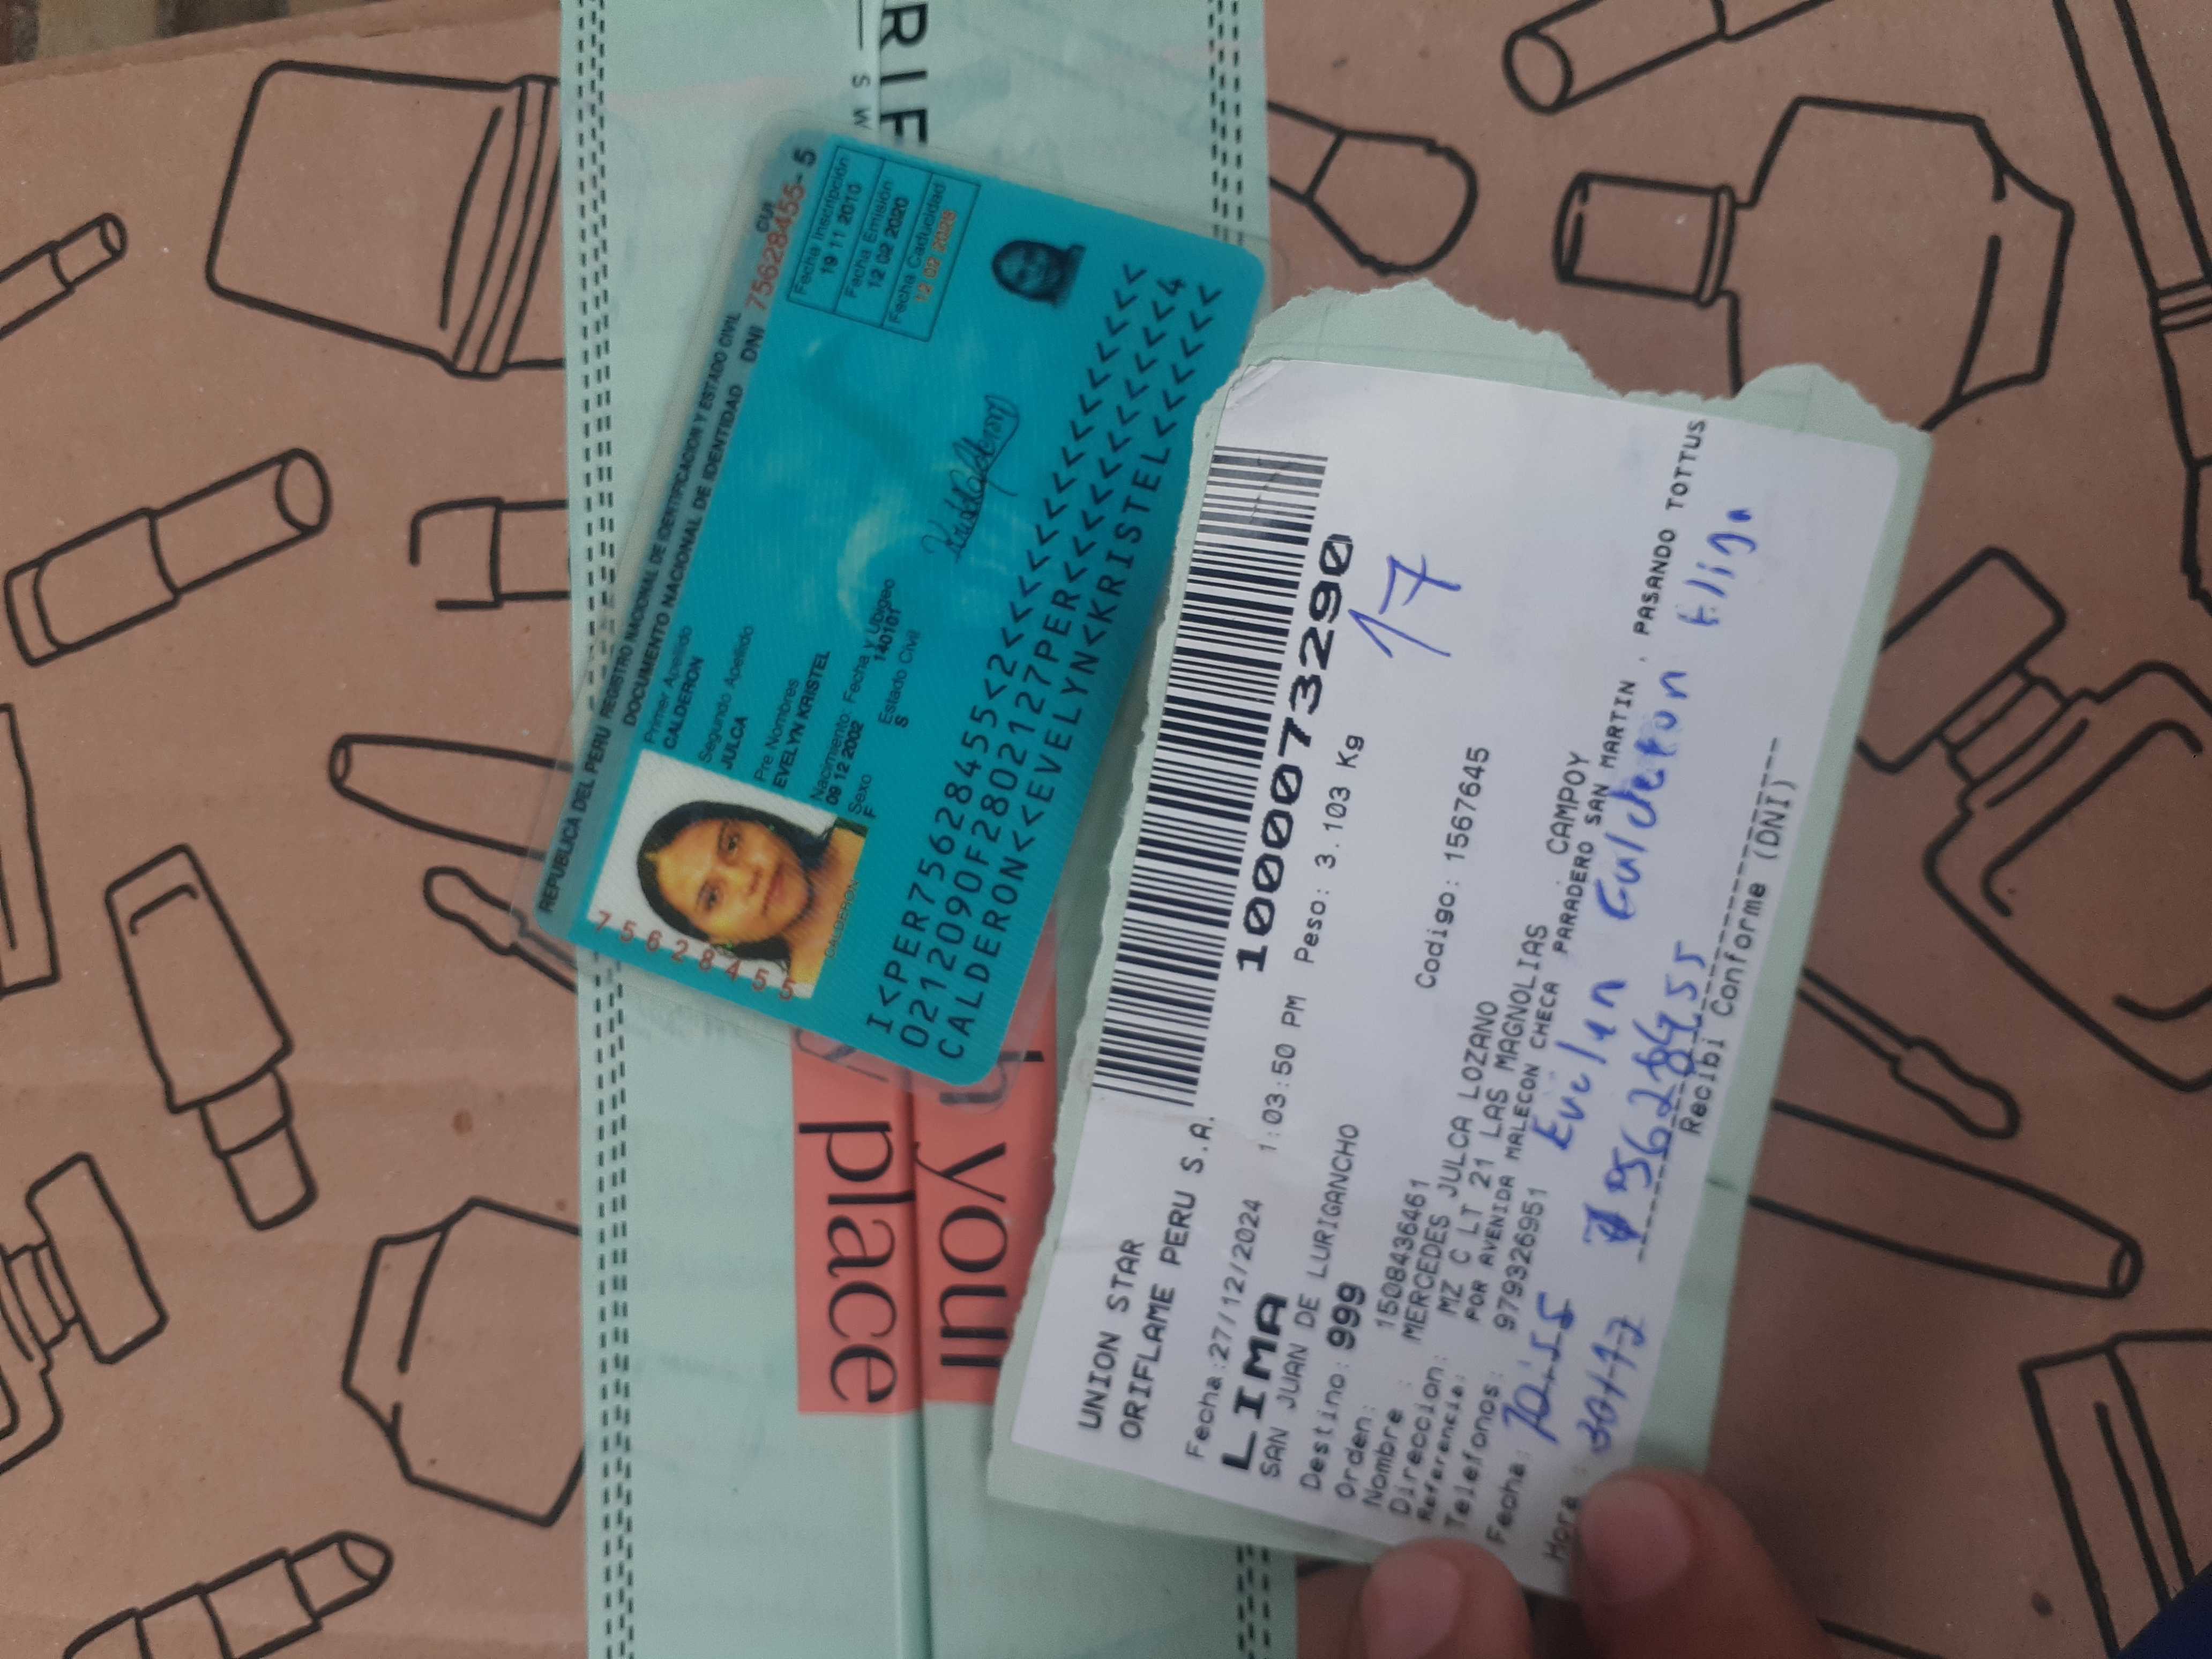 RIF
S W
your
place
REPUBLICA DEL PERU REGISTRO NACIONAL DE IDENTIFICACION Y ESTADO CIVIL
DOCUMENTO NACIONAL DE IDENTIDAD DNI 75628455-5
CUI
Primer Apellido
CALDERON
Segundo Apellido
JULCA
Pre Nombres
EVELYN KRISTEL
Nacimiento: Fecha y Ubigeo
09 12 2002 140101
Sexo Estado Civil
F S
Fecha Inscripción
19 11 2010
Fecha Emisión
12 02 2020
Fecha Caducidad
12 02 2028
75628455
CALDERON
I<PER75628455<2<<<<<<<<<<<<<<<
0212090F2802127PER<<<<<<<<<<<4
CALDERON<<EVELYN<KRISTEL<<<<<<
UNION STAR
ORIFLAME PERU S.A.
1000073290
Fecha:27/12/2024 1:03:50 PM Peso: 3.103 Kg
17
LIMA
SAN JUAN DE LURIGANCHO
Destino: 999
Codigo: 1567645
Orden: 1508436461
Nombre : MERCEDES JULCA LOZANO
Direccion: MZ C LT 21 LAS MAGNOLIAS . CAMPOY
Referencia: POR AVENIDA MALECON CHECA PARADERO SAN MARTIN . PASANDO TOTTUS
Telefonos: 979326951
Evelyn Calderon
Fecha:
75628455
Hora :
Recibi Conforme (DNI)